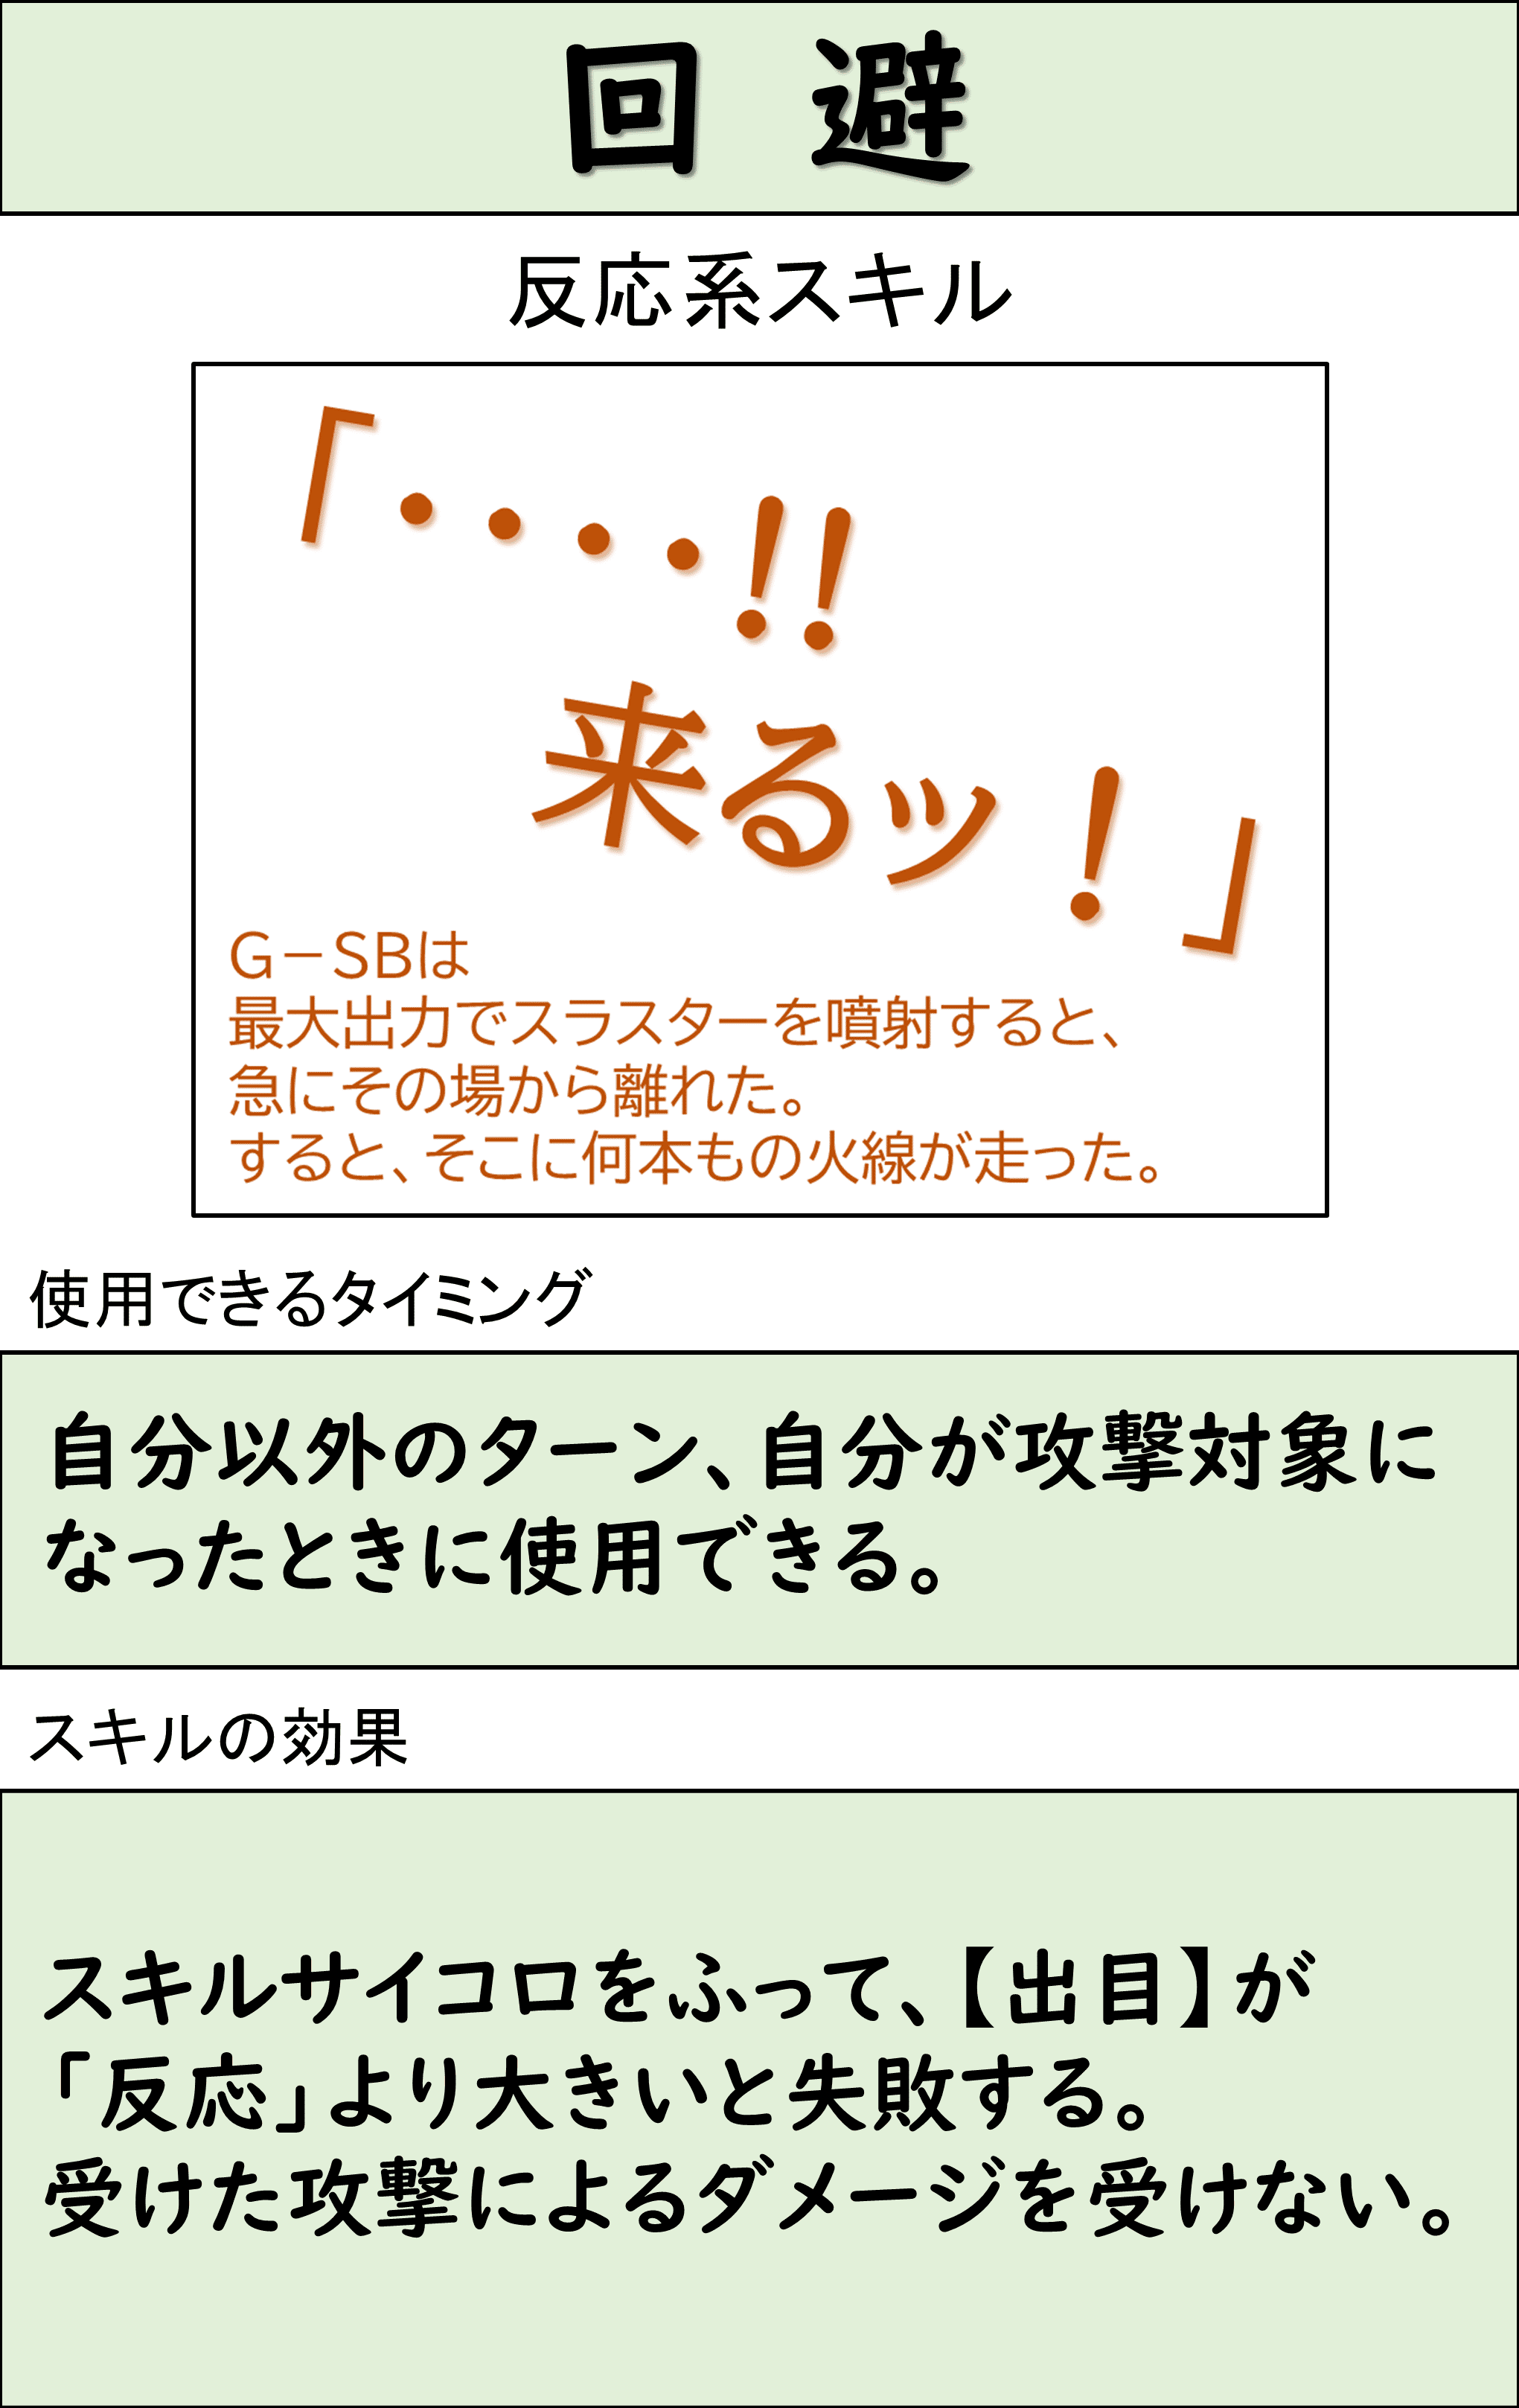 回避
反応系スキル
「・・・・!!
来るッ！」
G－SBは
最大出力でスラスターを噴射すると、
急にその場から離れた。
すると、そこに何本もの火線が走った。
使用できるタイミング
自分以外のターン、自分が攻撃対象に
なったときに使用できる。
スキルの効果
スキルサイコロをふって、【出目】が
「反応」より大きいと失敗する。
受けた攻撃によるダメージを受けない。